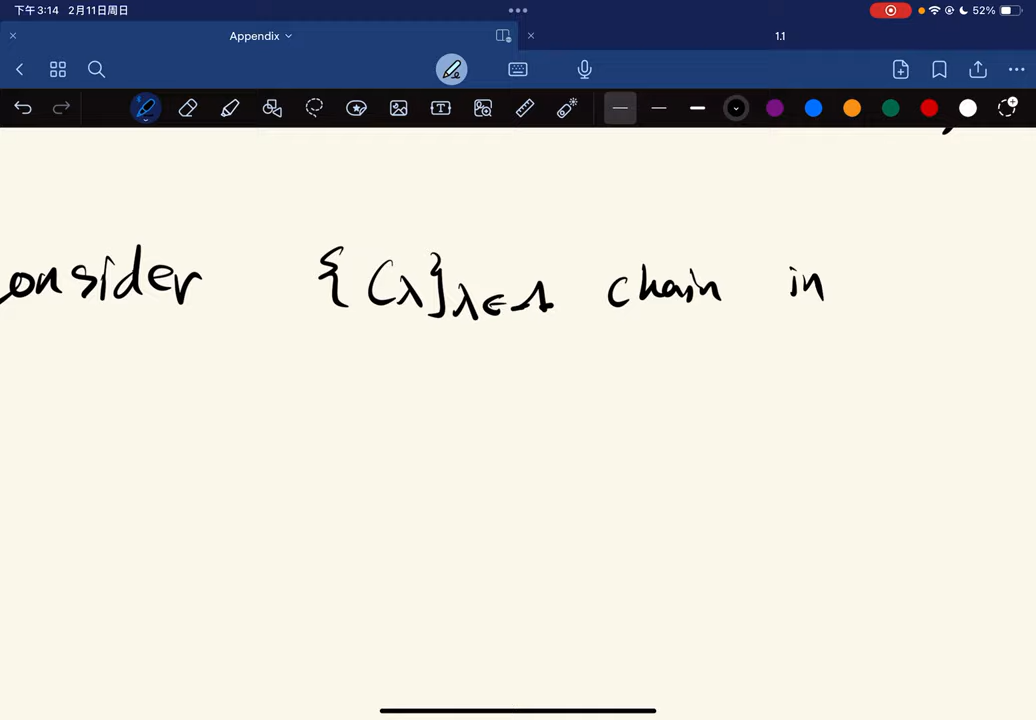 下午3:14 2月11日周日 52%
Appendix 1.1
onsider {Cλ}λ∈Λ chain in